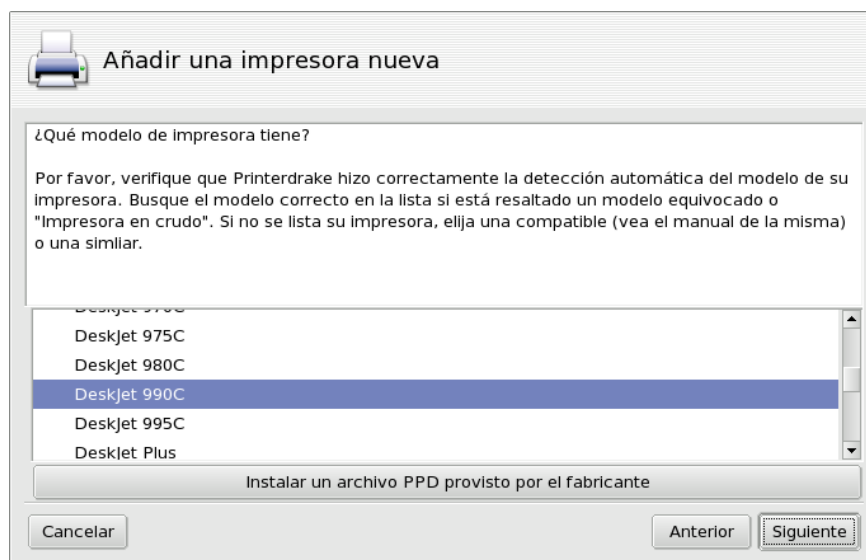 Añadir una impresora nueva
¿Qué modelo de impresora tiene?
Por favor, verifique que Printerdrake hizo correctamente la detección automática del modelo de su
impresora. Busque el modelo correcto en la lista si está resaltado un modelo equivocado o
"Impresora en crudo". Si no se lista su impresora, elija una compatible (vea el manual de la misma)
o una simliar.
DeskJet 970C
DeskJet 975C
DeskJet 980C
DeskJet 990C
DeskJet 995C
DeskJet Plus
Instalar un archivo PPD provisto por el fabricante
Cancelar
Anterior
Siguiente